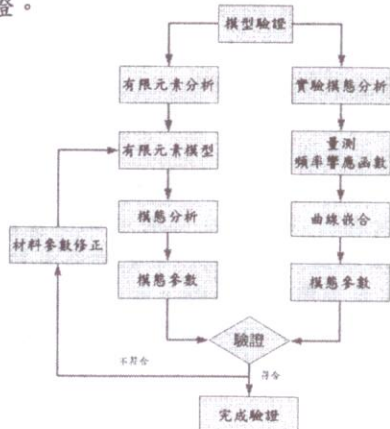 證。
模型驗證
有限元素分析
實驗模態分析
有限元素模型
量測
頻率響應函數
模態分析
曲線嵌合
材料參數修正
模態參數
模態參數
驗證
不符合
符合
完成驗證